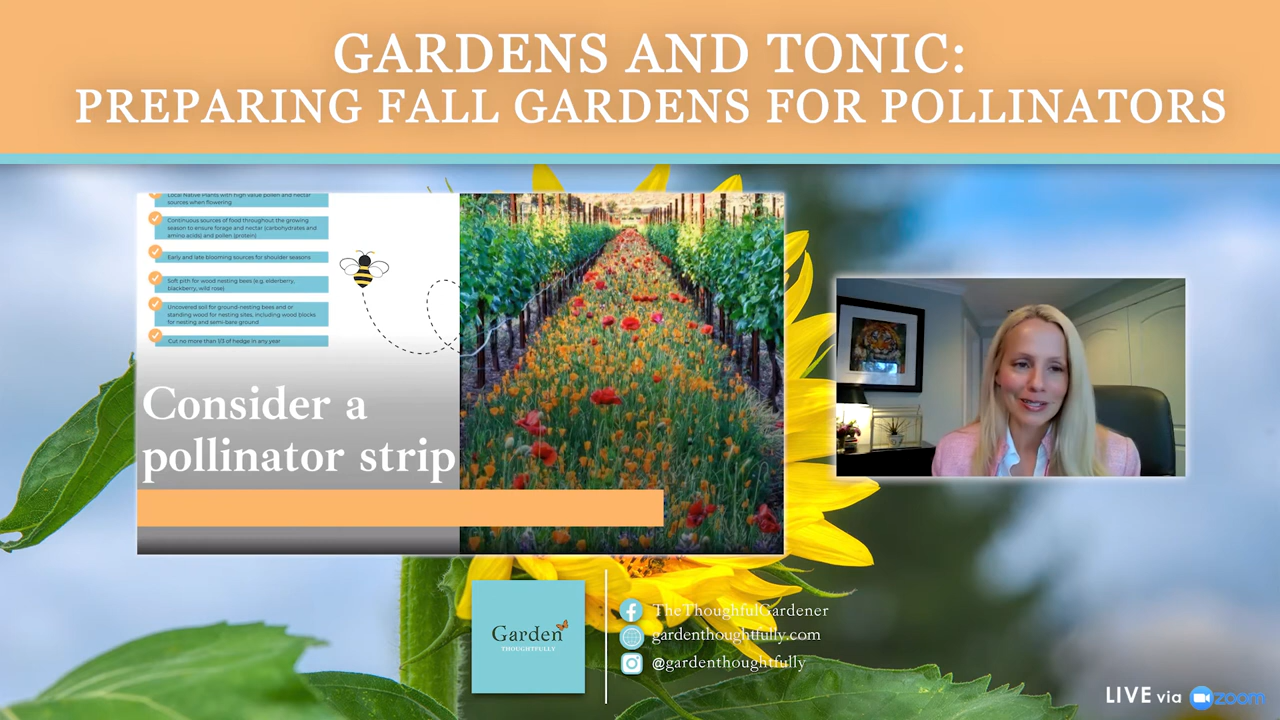 GARDENS AND TONIC:
PREPARING FALL GARDENS FOR POLLINATORS
Local Native Plants with high value pollen and nectar
sources when flowering
Continuous sources of food throughout the growing
season to ensure forage and nectar (carbohydrates and
amino acids) and pollen (protein)
Early and late blooming sources for shoulder seasons
Soft pith for wood nesting bees (e.g. elderberry,
blackberry, wild rose)
Uncovered soil for ground-nesting bees and or
standing wood for nesting sites, including wood blocks
for nesting and semi-bare ground
Cut no more than 1/3 of hedge in any year
Consider a
pollinator strip
Garden
THOUGHTFULLY
TheThoughfulGardener
gardenthoughtfully.com
@gardenthoughtfully
LIVE via zoom